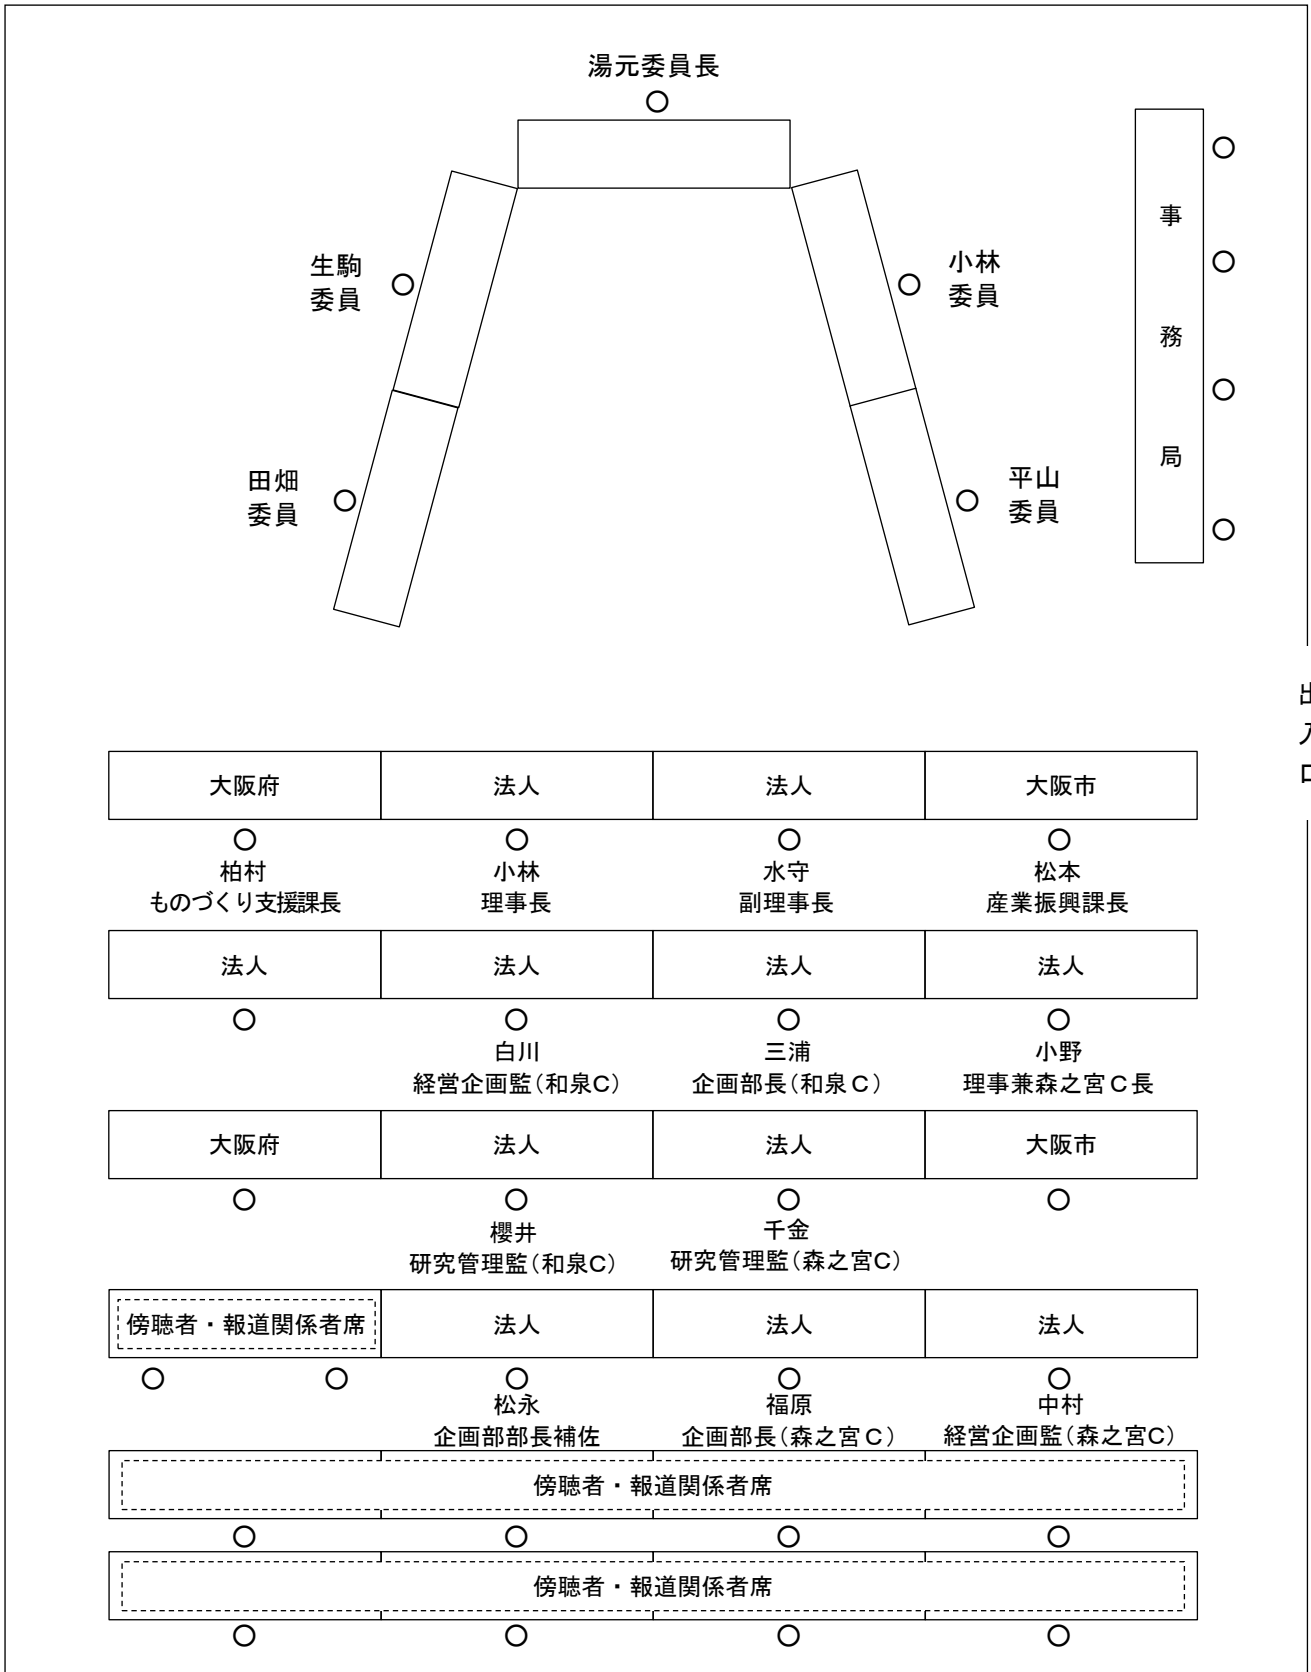 湯元委員長
生駒
委員
小林
委員
田畑
委員
平山
委員
事
務
局
出
入
口
大阪府
法人
法人
大阪市
柏村
ものづくり支援課長
小林
理事長
水守
副理事長
松本
産業振興課長
法人
法人
法人
法人
白川
経営企画監(和泉C)
三浦
企画部長(和泉C)
小野
理事兼森之宮C長
大阪府
法人
法人
大阪市
櫻井
研究管理監(和泉C)
千金
研究管理監(森之宮C)
傍聴者・報道関係者席
法人
法人
法人
松永
企画部部長補佐
福原
企画部長(森之宮C)
中村
経営企画監(森之宮C)
傍聴者・報道関係者席
傍聴者・報道関係者席